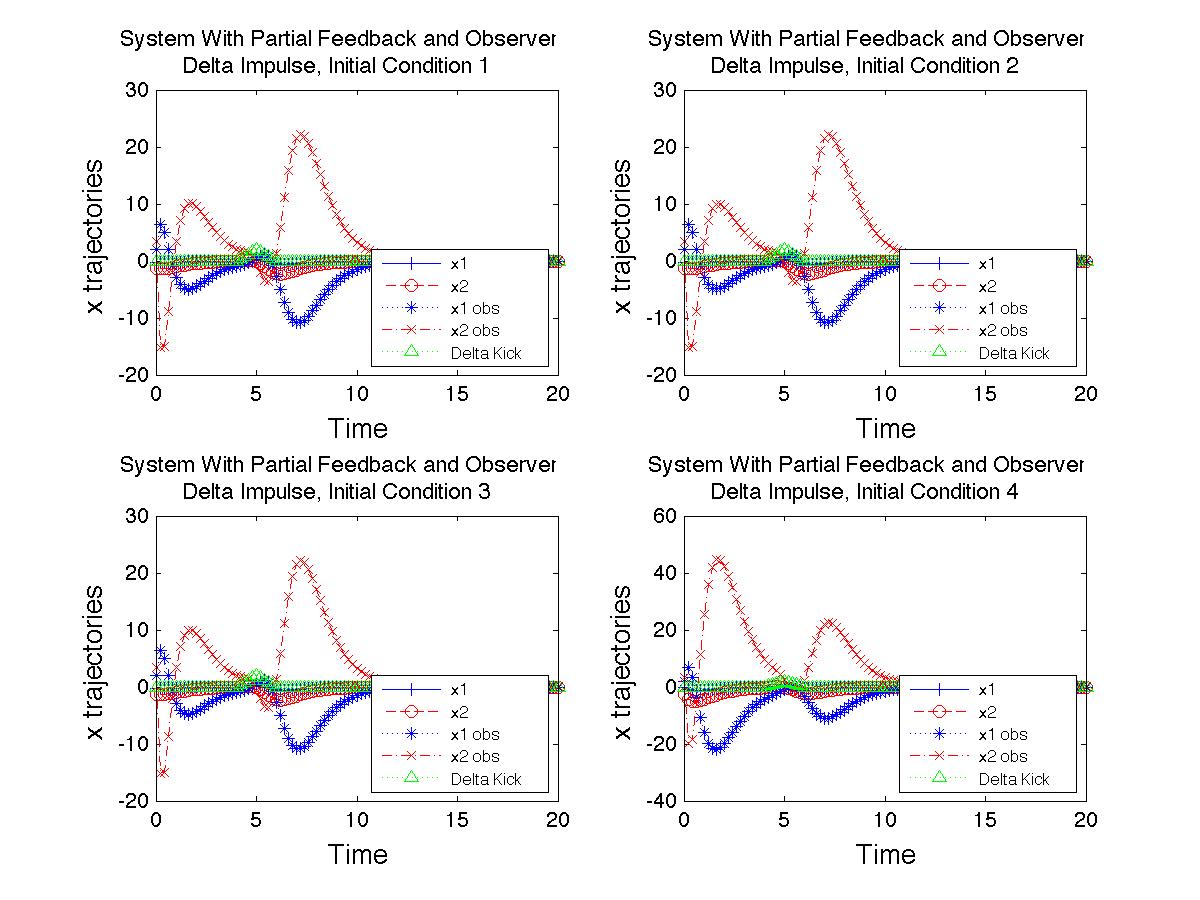 System With Partial Feedback and Observer
Delta Impulse, Initial Condition 1
30
20
10
0
-10
-20
x trajectories
0 5 10 15 20
Time
x1
x2
x1 obs
x2 obs
Delta Kick
System With Partial Feedback and Observer
Delta Impulse, Initial Condition 2
30
20
10
0
-10
-20
x trajectories
0 5 10 15 20
Time
x1
x2
x1 obs
x2 obs
Delta Kick
System With Partial Feedback and Observer
Delta Impulse, Initial Condition 3
30
20
10
0
-10
-20
x trajectories
0 5 10 15 20
Time
x1
x2
x1 obs
x2 obs
Delta Kick
System With Partial Feedback and Observer
Delta Impulse, Initial Condition 4
60
40
20
0
-20
-40
x trajectories
0 5 10 15 20
Time
x1
x2
x1 obs
x2 obs
Delta Kick